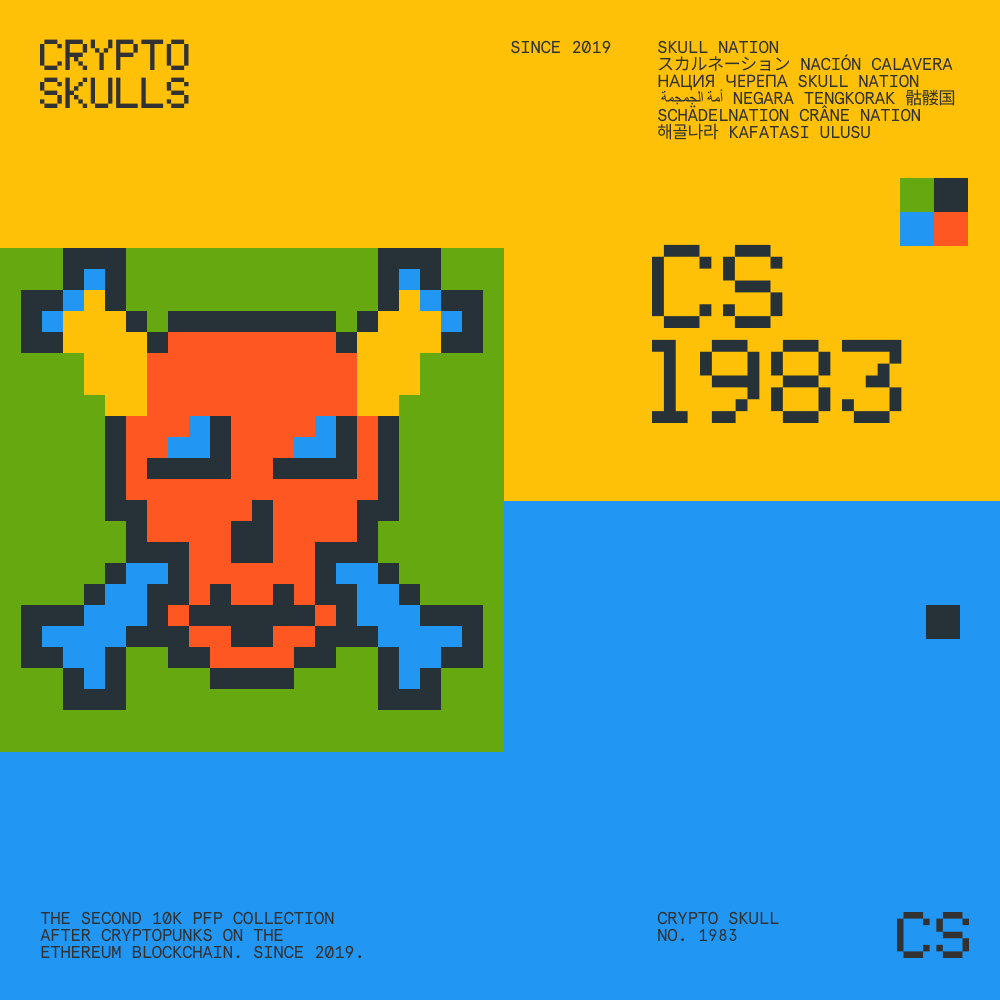 CRYPTO
SKULLS
SINCE 2019
SKULL NATION
スカルネーション NACIÓN CALAVERA
НАЦИЯ ЧЕРЕПА SKULL NATION
أمة الجمجمة NEGARA TENGKORAK 骷髅国
SCHÄDELNATION CRÂNE NATION
해골나라 KAFATASI ULUSU
CS
1983
THE SECOND 10K PFP COLLECTION
AFTER CRYPTOPUNKS ON THE
ETHEREUM BLOCKCHAIN. SINCE 2019.
CRYPTO SKULL
NO. 1983
CS